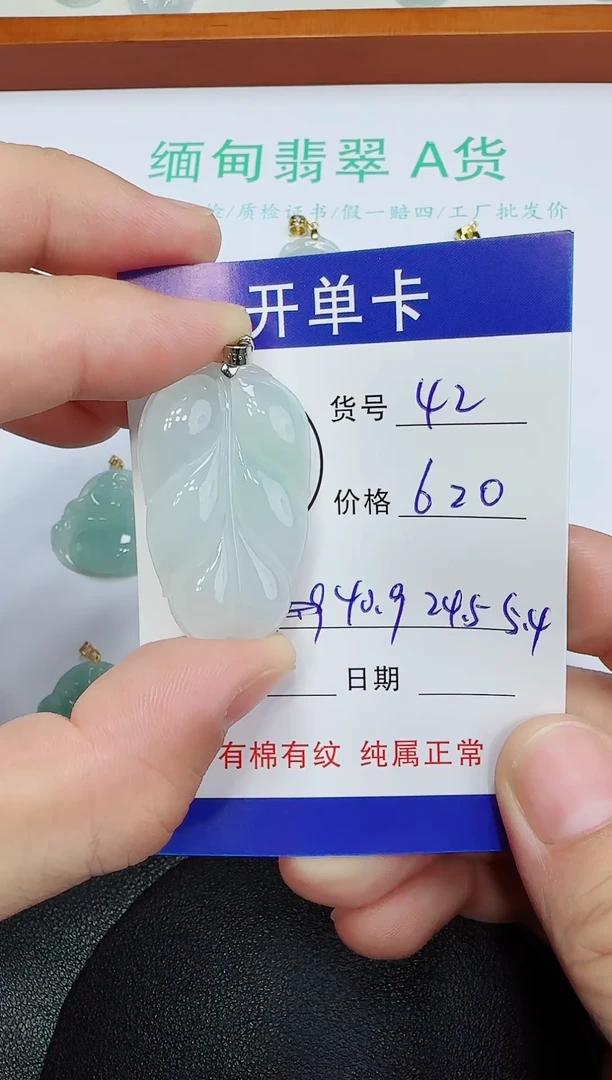 缅甸翡翠 A货
/质检证书/假一赔四/工厂批发价
开单卡
货号 42
价格 620
40.9 24.5 5.4
日期
有棉有纹 纯属正常